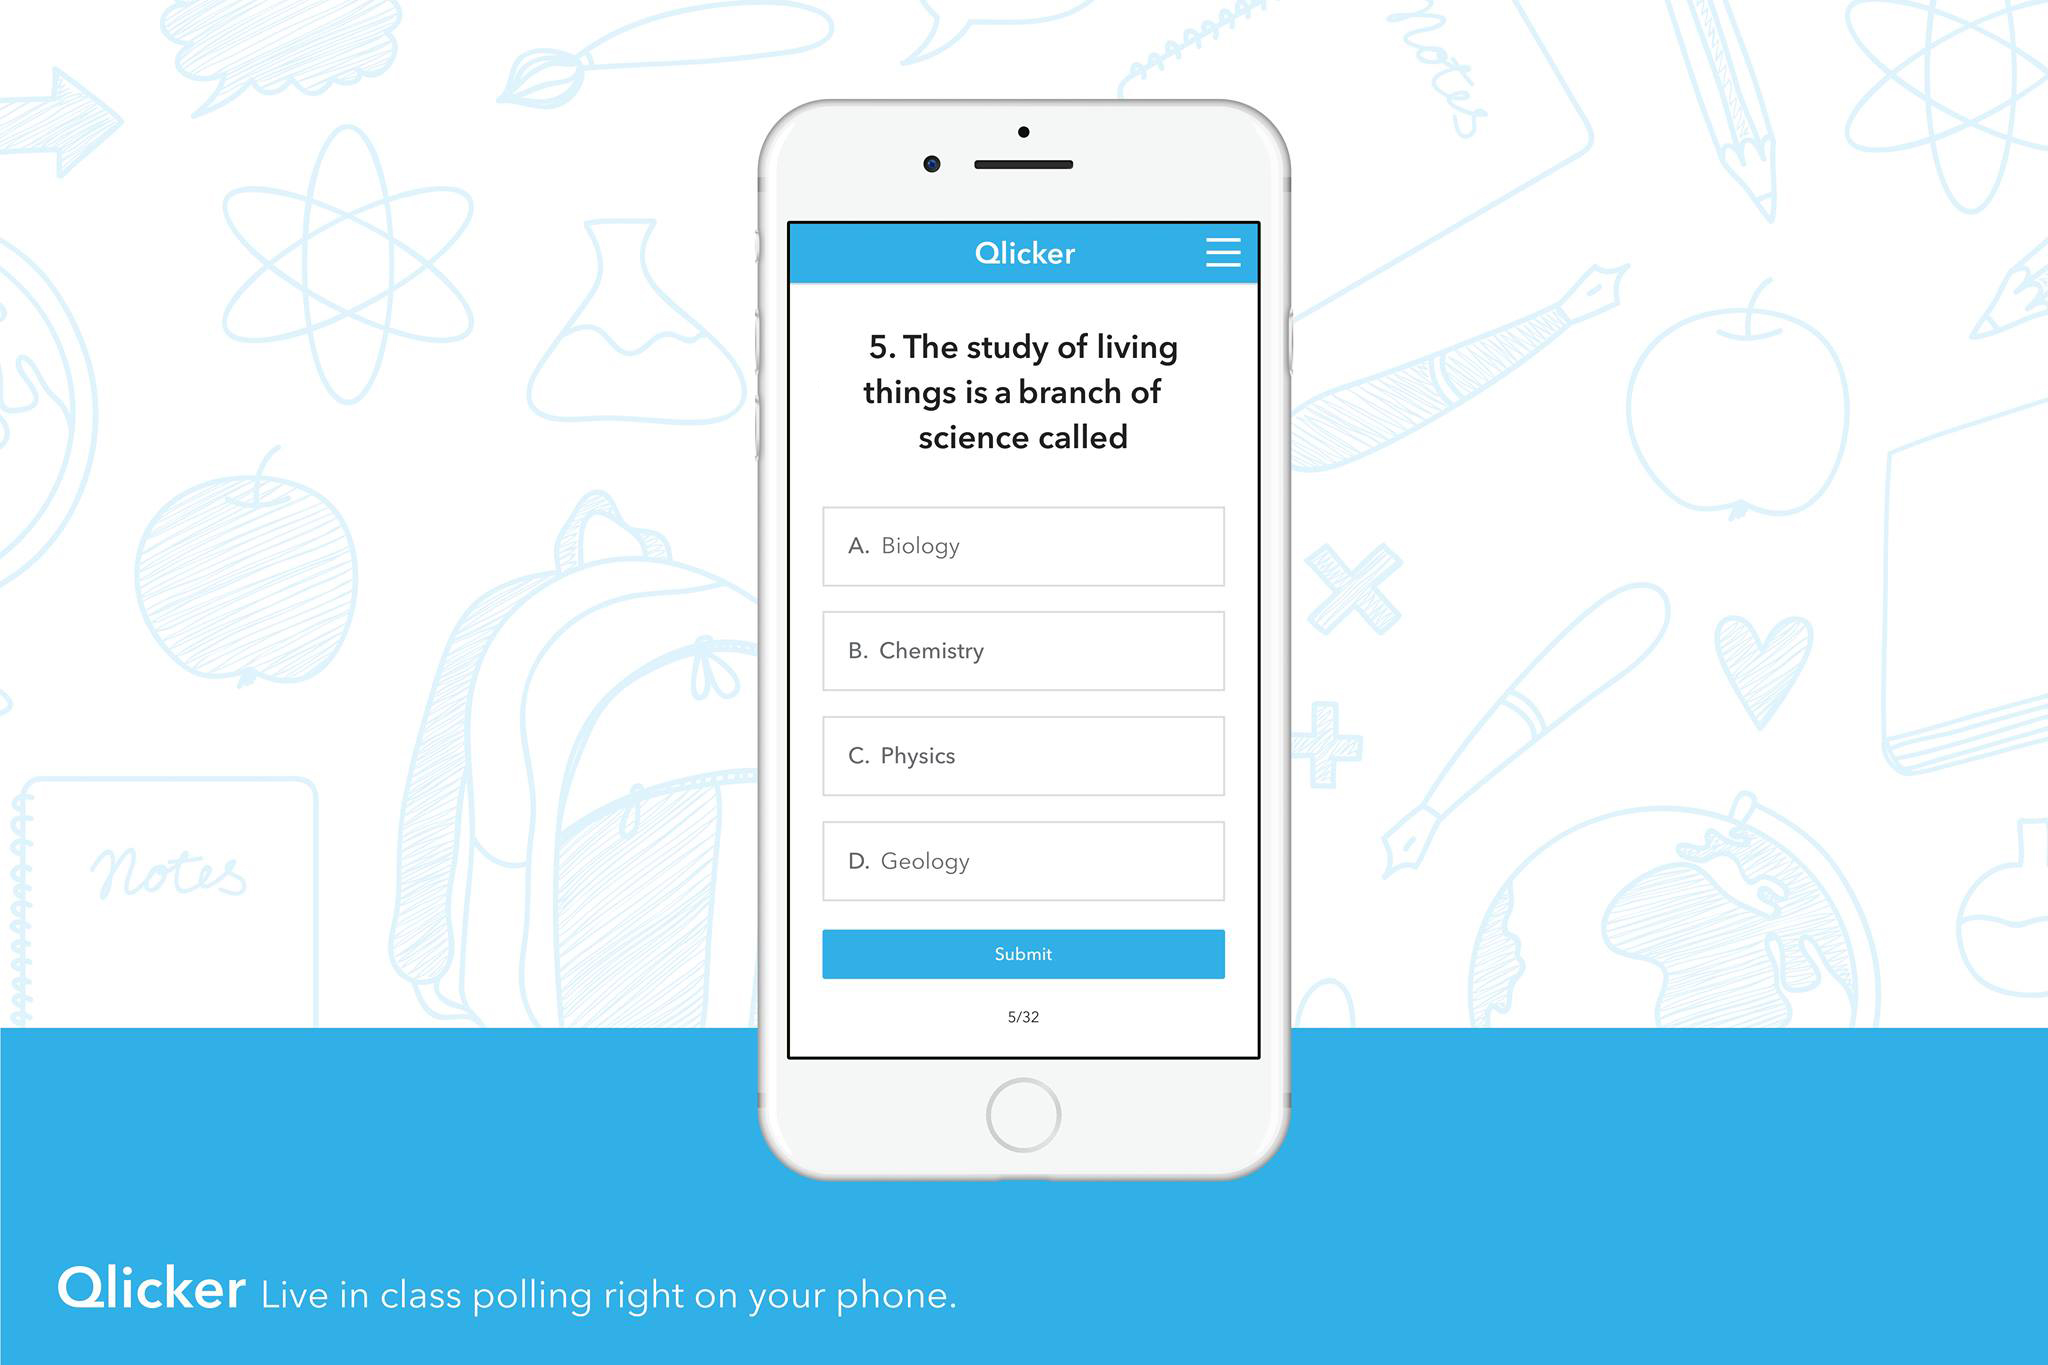 Notes
Qlicker
5. The study of living
things is a branch of
science called
A. Biology
B. Chemistry
C. Physics
D. Geology
Submit
5/32
Notes
Qlicker Live in class polling right on your phone.